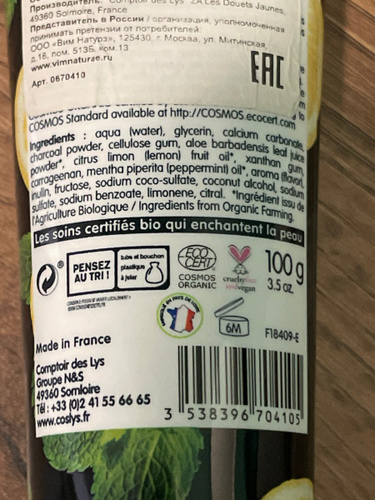 Производитель: Comptoir des Lys ZA Les Douets Jaunes,
49360 Somloire, France
Представитель в России / организация, уполномоченная
принимать претензии от потребителей:
ООО «Вим Натурэ», 125430, г. Москва, ул. Митинская,
д.16, пом. 513Б, ком.13
www.vimnaturae.ru
Арт. 0670410
EAC
COSMOS Standard available at http://COSMOS.ecocert.com
Ingredients : aqua (water), glycerin, calcium carbonate,
charcoal powder, cellulose gum, aloe barbadensis leaf juice
powder*, citrus limon (lemon) fruit oil*, xanthan gum,
carrageenan, mentha piperita (peppermint) oil*, aroma (flavor),
inulin, fructose, sodium coco-sulfate, coconut alcohol, sodium
sulfate, sodium benzoate, limonene, citral. *Ingrédient issu de
l'Agriculture Biologique / Ingredients from Organic Farming.
Les soins certifiés bio qui enchantent la peau
PENSEZ
AU TRI !
tube et bouchon
plastique
à jeter
ECO
CERT
COSMOS
ORGANIC
cruelty free
and vegan
100 g
3.5 oz.
6M
F18409-E
Made in France
Comptoir des Lys
Groupe N&S
49360 Somloire
Tél : +33 (0)2 41 55 66 65
www.coslys.fr
3 538396 704105